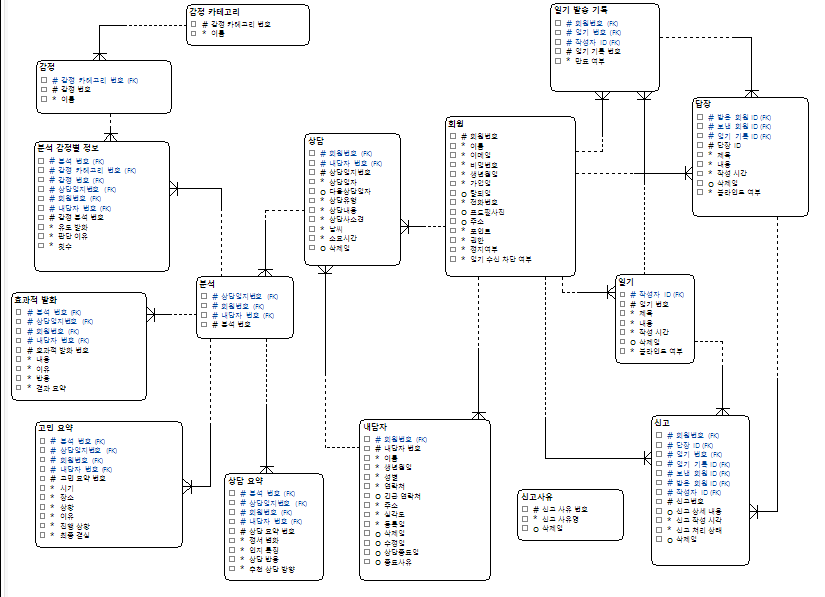 감정 카테고리
# 감정 카테고리 번호
* 이름
감정
# 감정 카테고리 번호 (FK)
# 감정 번호
* 이름
분석 감정별 정보
# 분석 번호 (FK)
# 감정 카테고리 번호 (FK)
# 감정 번호 (FK)
# 상담일지번호 (FK)
# 회원번호 (FK)
# 내담자 번호 (FK)
# 감정 분석 번호
* 유도 발화
* 판단 이유
* 횟수
효과적 발화
# 분석 번호 (FK)
# 상담일지번호 (FK)
# 회원번호 (FK)
# 내담자 번호 (FK)
# 효과적 발화 번호
* 내용
* 이유
* 반응
* 결과 요약
고민 요약
# 분석 번호 (FK)
# 상담일지번호 (FK)
# 회원번호 (FK)
# 내담자 번호 (FK)
# 고민 요약 번호
* 시기
* 장소
* 상황
* 이유
* 진행 상황
* 최종 결심
분석
# 상담일지번호 (FK)
# 회원번호 (FK)
# 내담자 번호 (FK)
# 분석 번호
상담 요약
# 분석 번호 (FK)
# 상담일지번호 (FK)
# 회원번호 (FK)
# 내담자 번호 (FK)
# 상담 요약 번호
* 정서 변화
* 인지 특징
* 상담 반응
* 추천 상담 방향
상담
# 회원번호 (FK)
# 내담자 번호 (FK)
# 상담일지번호
* 상담일자
o 다음상담일자
* 상담유형
* 상담내용
* 상담사소견
* 날씨
* 소요시간
o 삭제일
내담자
# 회원번호 (FK)
# 내담자 번호
* 이름
* 생년월일
* 성별
* 연락처
o 긴급 연락처
* 주소
* 심각도
* 등록일
o 삭제일
o 수정일
o 상담종료일
o 종료사유
회원
# 회원번호
* 이름
* 이메일
* 비밀번호
* 생년월일
* 가입일
o 탈퇴일
* 전화번호
o 프로필사진
o 주소
* 포인트
* 권한
* 정지여부
* 일기 수신 차단 여부
일기 발송 기록
# 회원번호 (FK)
# 일기 번호 (FK)
# 작성자 ID (FK)
# 일기 기록 번호
* 만료 여부
답장
# 받은 회원 ID (FK)
# 보낸 회원 ID (FK)
# 일기 기록 ID (FK)
# 답장 ID
* 제목
* 내용
* 작성 시간
o 삭제일
* 블라인드 여부
일기
# 작성자 ID (FK)
# 일기 번호
* 제목
* 내용
* 작성 시간
o 삭제일
* 블라인드 여부
신고사유
# 신고 사유 번호
* 신고 사유명
o 삭제일
신고
# 회원번호 (FK)
# 답장 ID (FK)
# 일기 번호 (FK)
# 일기 기록 ID (FK)
# 보낸 회원 ID (FK)
# 받은 회원 ID (FK)
# 작성자 ID (FK)
# 신고번호
o 신고 상세 내용
* 신고 작성 시간
* 신고 처리 상태
o 삭제일